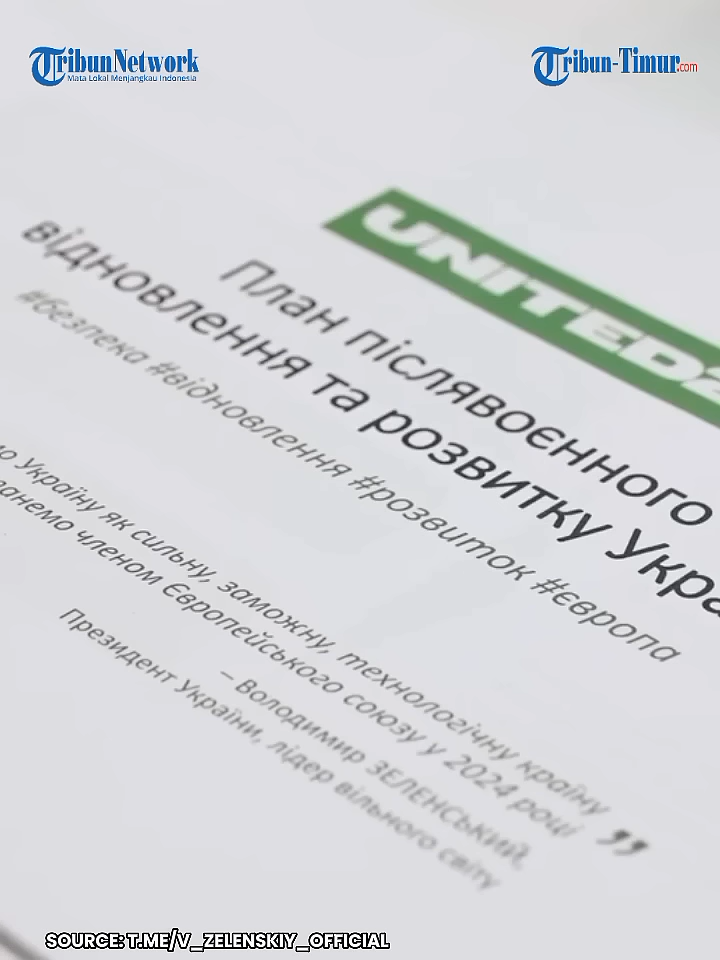 TribunNetwork
Mata Lokal Menjangkau Indonesia
Tribun-Timur.com
UNITED2
План післявоєнного
відновлення та розвитку Укра
#безпека #відновлення #розвиток #європа
Україну як сильну, заможну, технологічну країну
членом Європейського союзу у 2024 році
”
– Володимир ЗЕЛЕНСЬКИЙ,
Президент України, лідер вільного світу
SOURCE: T.ME/V_ZELENSKIY_OFFICIAL